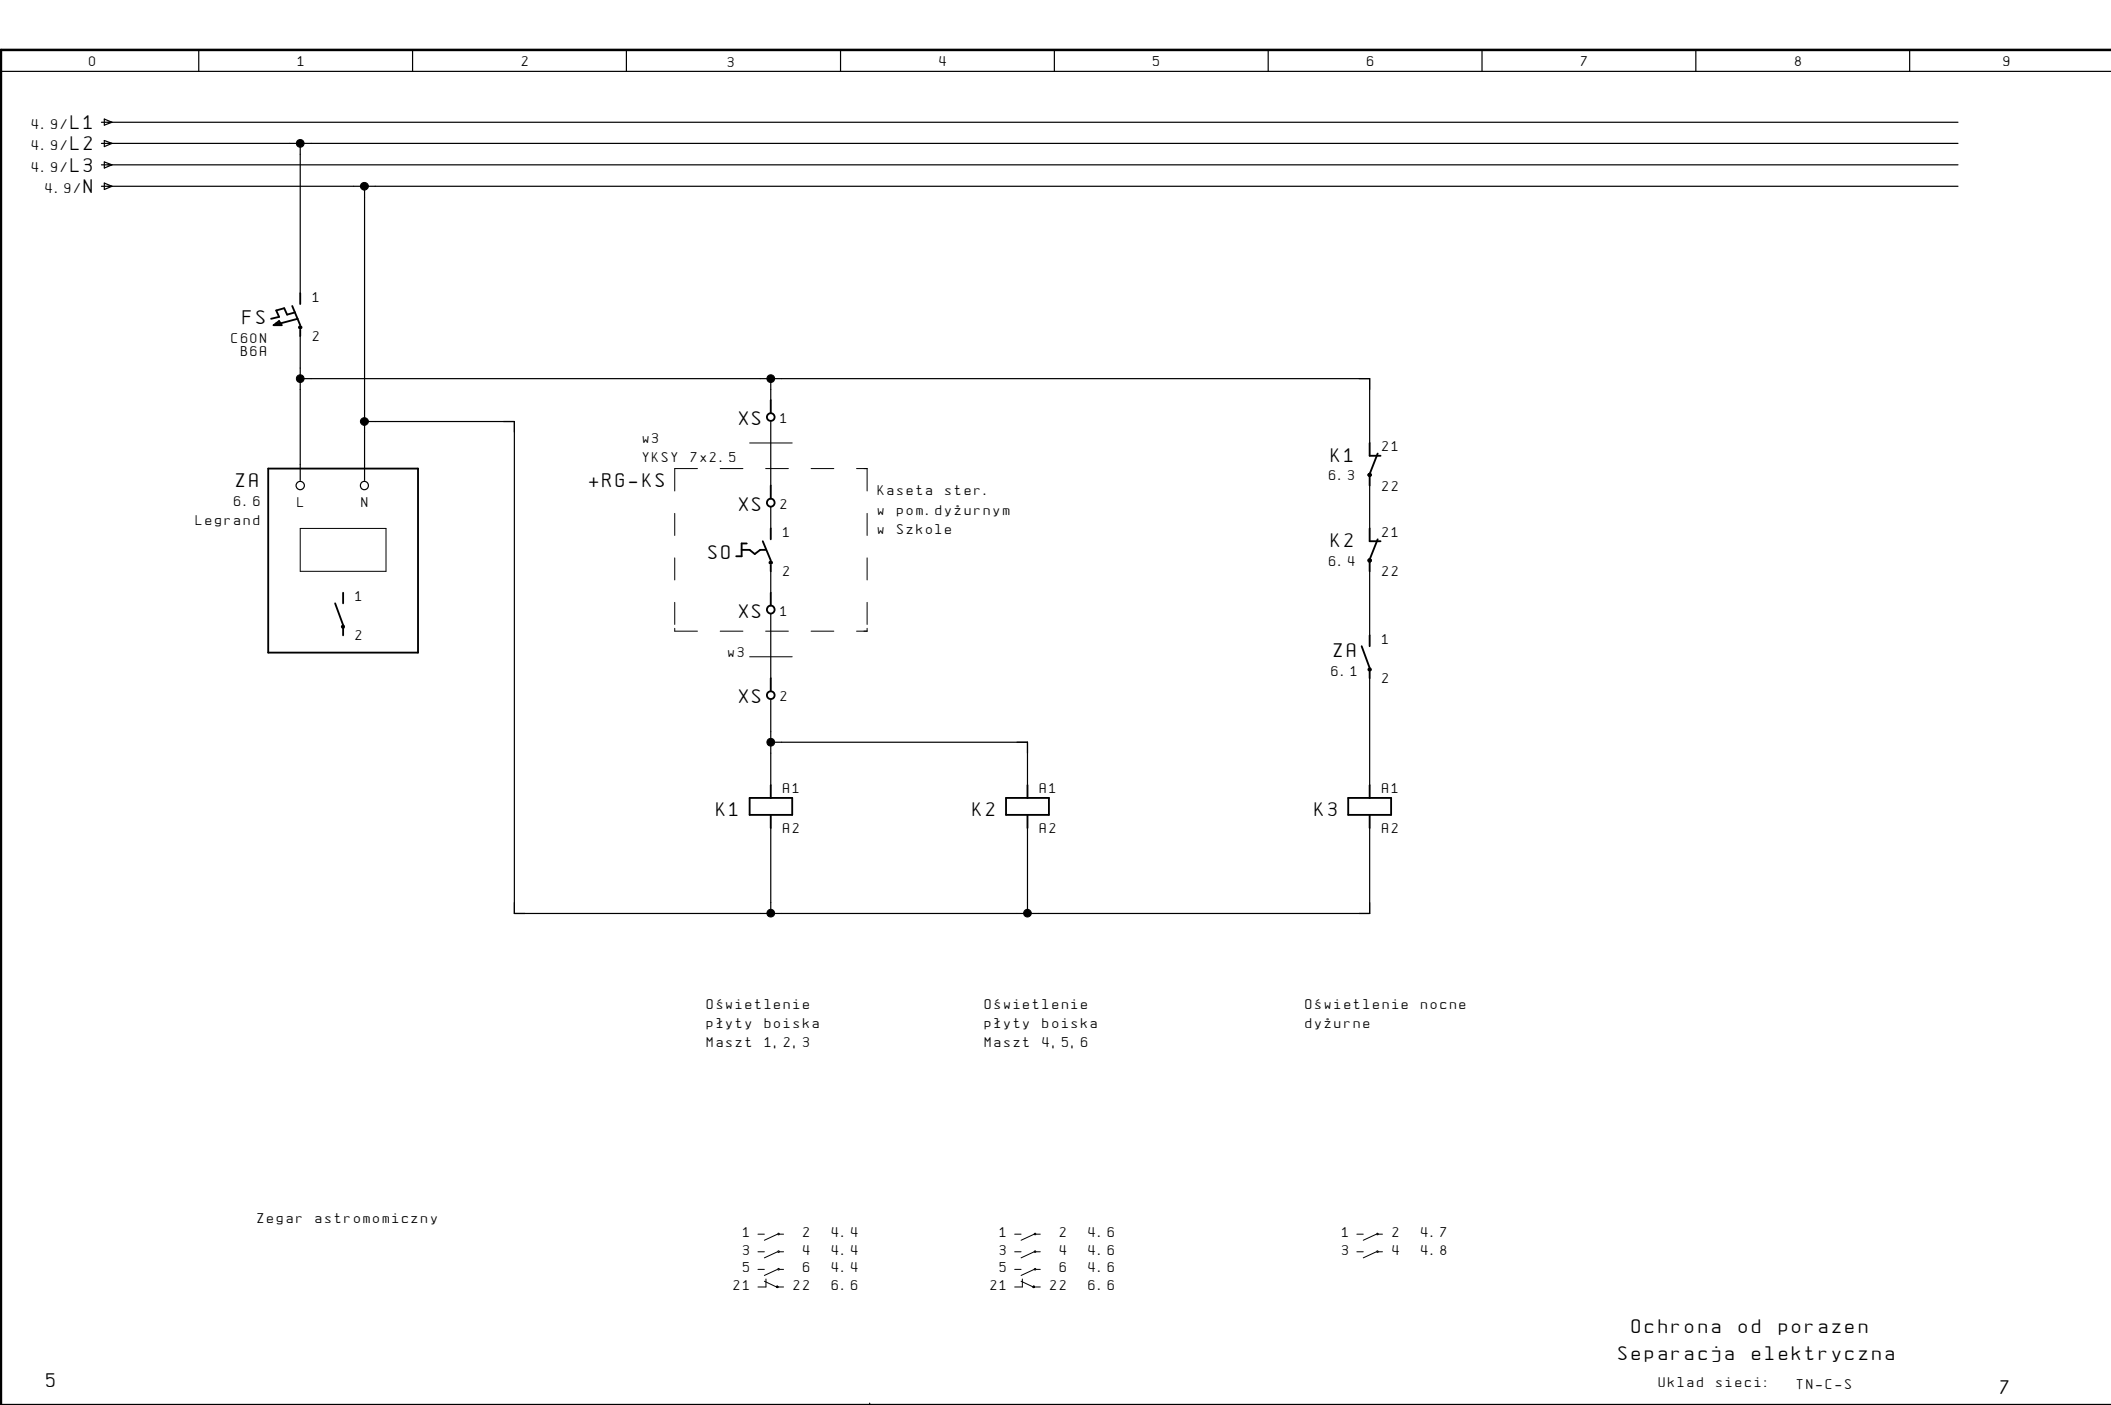 0 1 2 3 4 5 6 7 8 9
4.9/L1
4.9/L2
4.9/L3
4.9/N
1
FS
2
C60N
B6A
XS 1
w3
YKSY 7x2.5
+RG-KS
Kaseta ster.
w pom.dyżurnym
w Szkole
XS 2
1
S0
2
XS 1
w3
XS 2
ZA
6.6
Legrand
L N
1
2
K1
6.3
21
22
K2
6.4
21
22
ZA
6.1
1
2
K1
A1
A2
K2
A1
A2
K3
A1
A2
Oświetlenie
płyty boiska
Maszt 1,2,3
Oświetlenie
płyty boiska
Maszt 4,5,6
Oświetlenie nocne
dyżurne
Zegar astromomiczny
1 2 4.4
3 4 4.4
5 6 4.4
21 22 6.6
1 2 4.6
3 4 4.6
5 6 4.6
21 22 6.6
1 2 4.7
3 4 4.8
Ochrona od porazen
Separacja elektryczna
Uklad sieci: TN-C-S
5
7